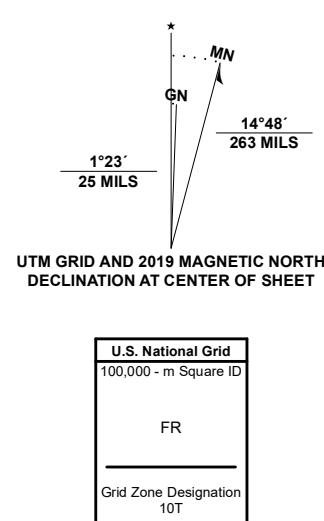 ★
MN
GN
14°48´
263 MILS
1°23´
25 MILS
UTM GRID AND 2019 MAGNETIC NORTH
DECLINATION AT CENTER OF SHEET
U.S. National Grid
100,000 - m Square ID
FR
Grid Zone Designation
10T